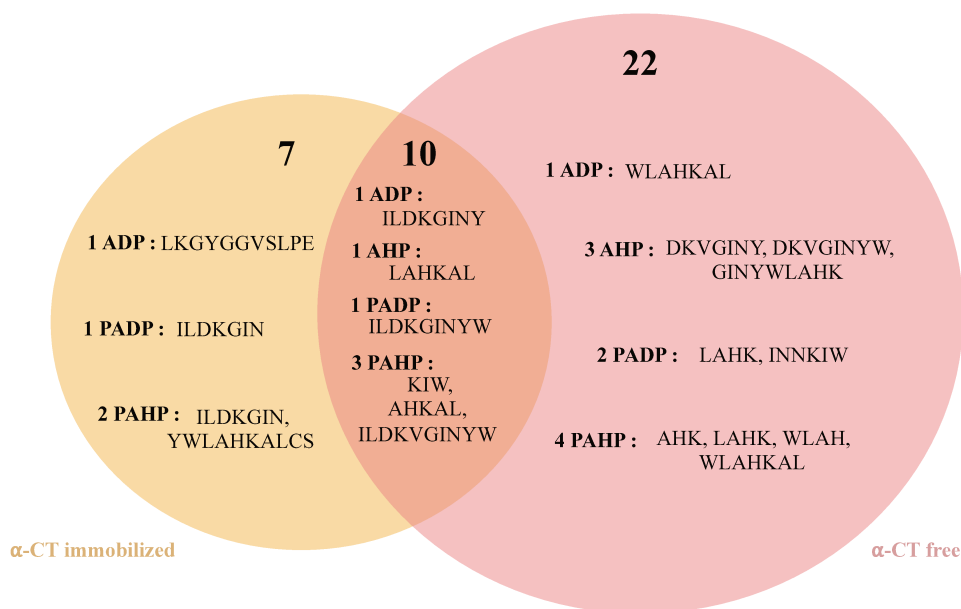 22
7
10
1 ADP : LKGYGGVSLPE
1 PADP : ILDKGIN
2 PAHP : ILDKGIN,
YWLAHKALCS
1 ADP :
ILDKGINY
1 AHP :
LAHKAL
1 PADP :
ILDKGINYW
3 PAHP :
KIW,
AHKAL,
ILDKVGINYW
1 ADP : WLAHKAL
3 AHP : DKVGINY, DKVGINYW,
GINYWLAHK
2 PADP : LAHK, INNKIW
4 PAHP : AHK, LAHK, WLAH,
WLAHKAL
α-CT immobilized
α-CT free